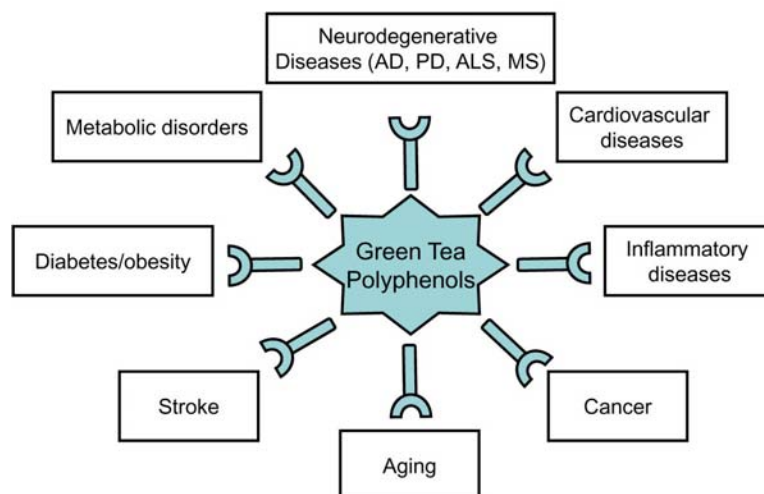 Neurodegenerative
Diseases (AD, PD, ALS, MS)
Metabolic disorders
Cardiovascular
diseases
Diabetes/obesity
Green Tea
Polyphenols
Inflammatory
diseases
Stroke
Cancer
Aging